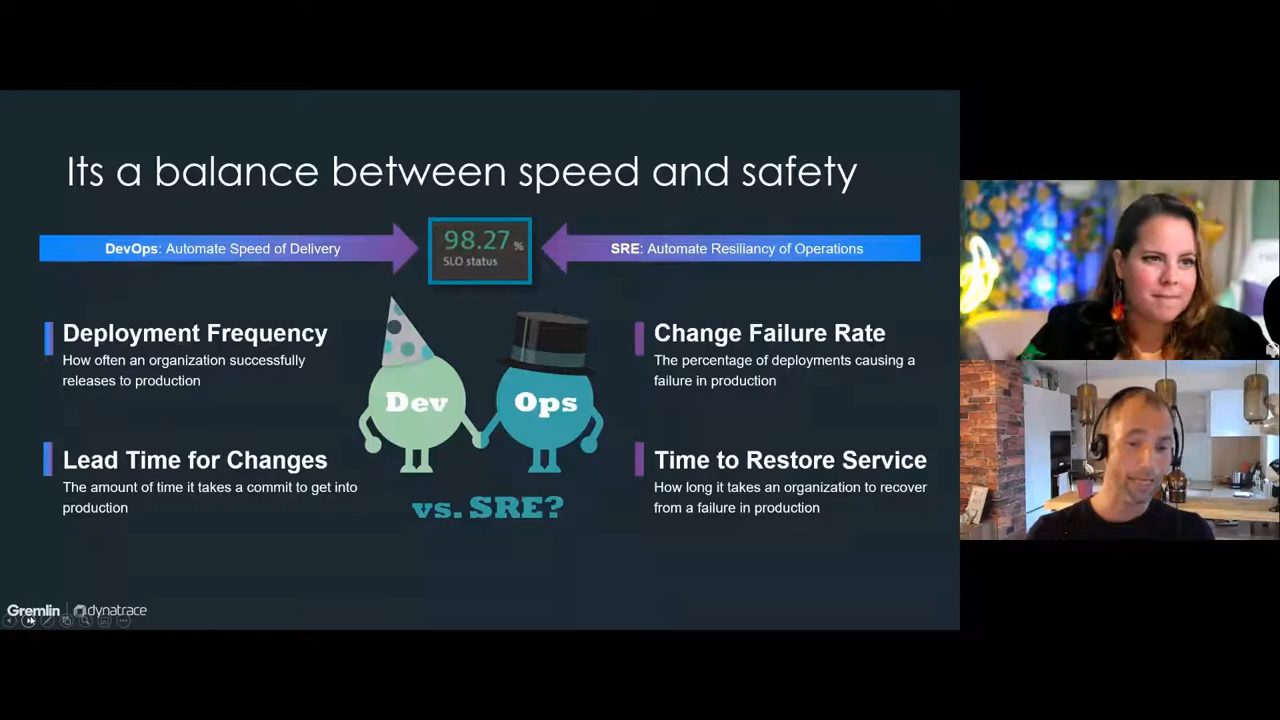 Its a balance between speed and safety
DevOps: Automate Speed of Delivery
98.27 %
SLO status
SRE: Automate Resiliancy of Operations
Deployment Frequency
How often an organization successfully
releases to production
Lead Time for Changes
The amount of time it takes a commit to get into
production
Dev
Ops
vs. SRE?
Change Failure Rate
The percentage of deployments causing a
failure in production
Time to Restore Service
How long it takes an organization to recover
from a failure in production
Gremlin | dynatrace